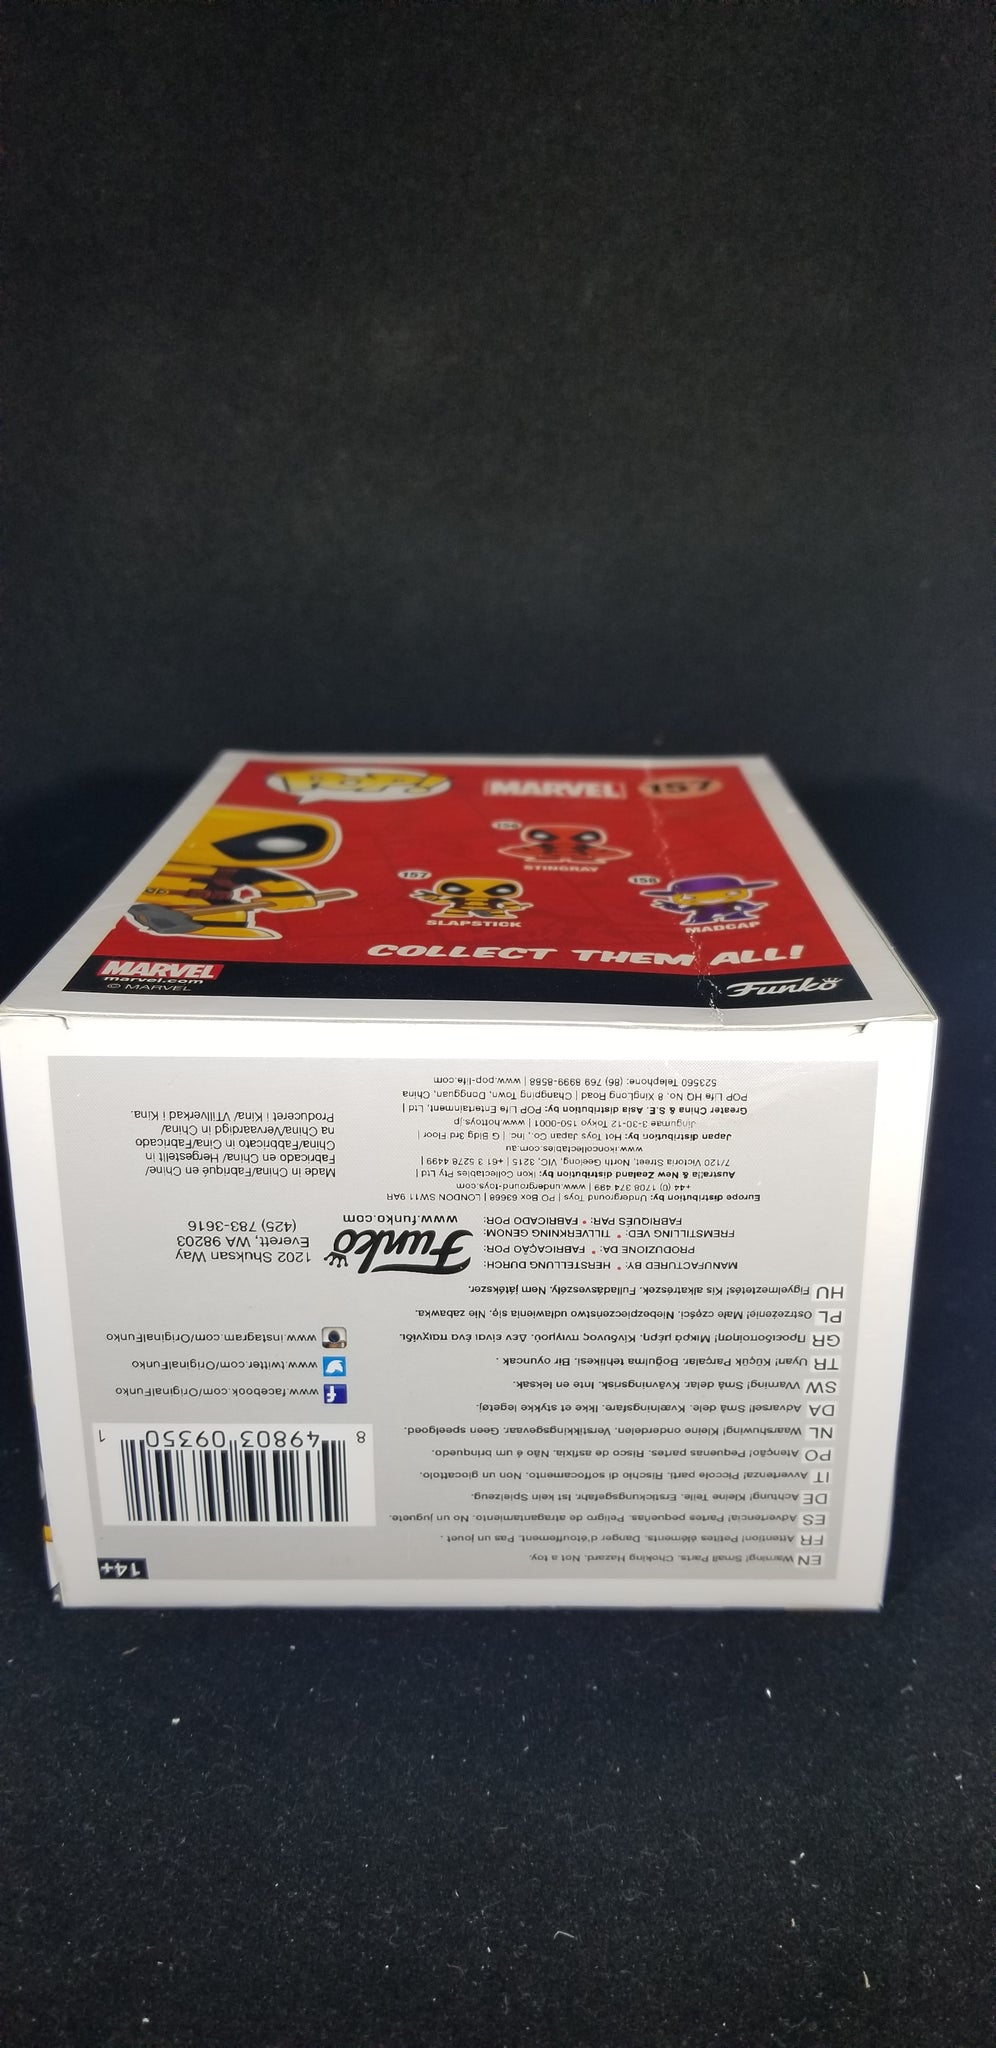 POP!
MARVEL
157
156
STINGRAY
157
SLAPSTICK
158
MADCAP
COLLECT THEM ALL!
MARVEL
marvel.com
© MARVEL
Funko
EN Warning! Small Parts. Choking Hazard. Not a toy.
FR Attention! Petites éléments. Danger d'étouffement. Pas un jouet .
ES Advertencia! Partes pequeñas. Peligro de atragantamiento. No un juguete.
DE Achtung! Kleine Teile. Erstickungsgefahr. Ist kein Spielzeug.
IT Avvertenza! Piccole parti. Rischio di soffocamento. Non un giocattolo.
PO Atenção! Pequenas partes. Risco de asfixia. Não é um brinquedo.
NL Waarshuwing! Kleine onderdelen. Verstikkingsgevaar. Geen speelgoed.
DA Advarsel! Små dele. Kvælningsfare. Ikke et stykke legetøj.
SW Warning! Små delar. Kvävningsrisk. Inte en leksak.
TR Uyarı! Küçük Parçalar. Boğulma tehlikesi. Bir oyuncak .
GR Προειδοποίηση! Μικρά μέρη. Κίνδυνος πνιγμού. Δεν είναι ένα παιχνίδι.
PL Ostrzeżenie! Małe części. Niebezpieczeństwo udławienia się. Nie zabawka.
HU Figyelmeztetés! Kis alkatrészek. Fulladásveszély. Nem játékszer.
MANUFACTURED BY: • HERSTELLUNG DURCH:
PRODUZIONE DA: • FABRICAÇÃO POR:
FREMSTILLING VED: • TILLVERKNING GENOM:
FABRIQUÉS PAR: • FABRICADO POR:
Funko
www.funko.com
1202 Shuksan Way
Everett, WA 98203
(425) 783-3616
Europe distribution by: Underground Toys | PO Box 63668 | LONDON SW11 9AR
+44 (0) 1708 374 499 | www.underground-toys.com
Australia & New Zealand distribution by: Ikon Collectables Pty Ltd |
7/120 Victoria Street, North Geelong, VIC, 3215 | +61 3 5278 4499 |
www.ikoncollectables.com.au
Japan distribution by: Hot Toys Japan Co., Inc. | G Bldg 3rd Floor |
Jingumae 3-30-12 Tokyo 150-0001 | www.hottoys.jp.
Greater China & S.E. Asia distribution by: POP Life Entertainment, Ltd |
POP Life HQ No. 8 XingLong Road | Changping Town, Dongguan, China
523560 Telephone: (86) 769 8999-8588 | www.pop-life.com
14+
8 49803 09350 1
www.facebook.com/OriginalFunko
www.twitter.com/OriginalFunko
www.instagram.com/OriginalFunko
Made in China/Fabriqué en Chine/
Fabricado en China/ Hergestellt in
China/Fabbricato in Cina/Fabricado
na China/Vervaardigd in China/
Produceret i Kina/ VTillverkad i Kina.